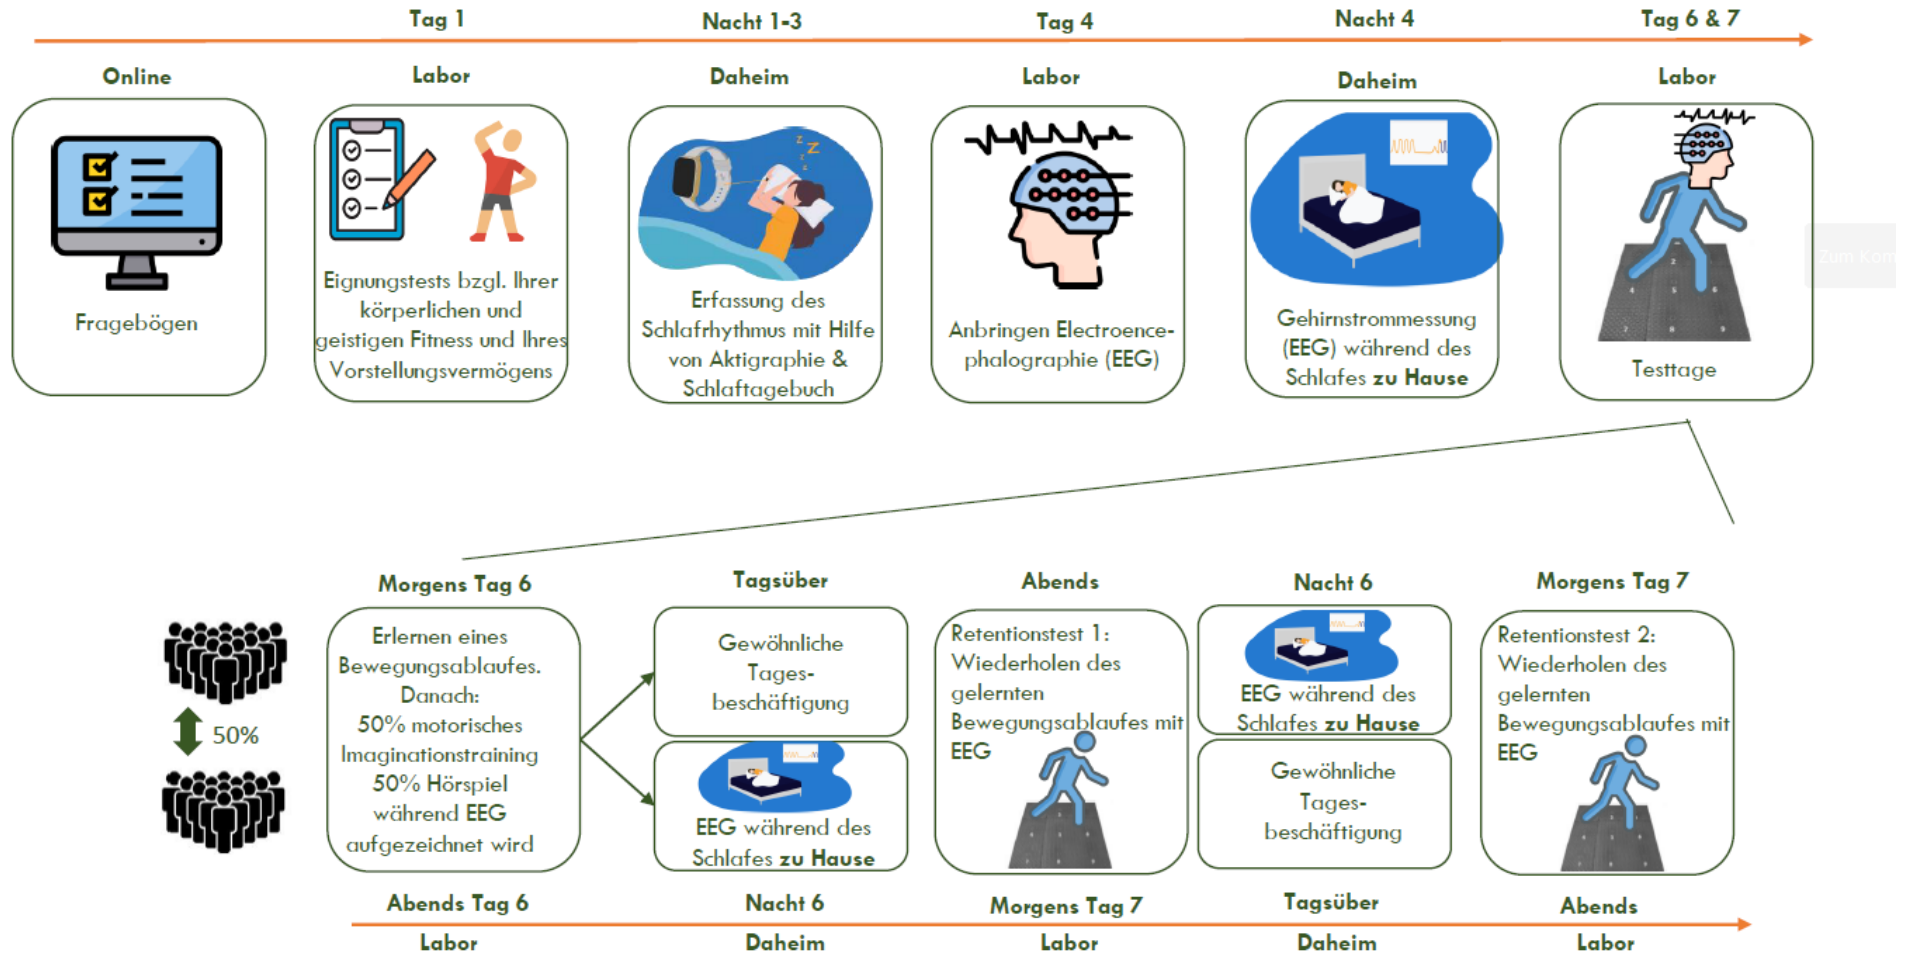 Tag 1
Nacht 1-3
Tag 4
Nacht 4
Tag 6 & 7
Online
Labor
Daheim
Labor
Daheim
Labor
Fragebögen
Eignungstests bzgl. Ihrer
körperlichen und
geistigen Fitness und Ihres
Vorstellungsvermögens
Erfassung des
Schlafrhythmus mit Hilfe
von Aktigraphie &
Schlaftagebuch
Anbringen Electroence-
phalographie (EEG)
Gehirnstrommessung
(EEG) während des
Schlafes zu Hause
Testtage
Zum Kom
Morgens Tag 6
Tagsüber
Abends
Nacht 6
Morgens Tag 7
50%
Erlernen eines
Bewegungsablaufes.
Danach:
50% motorisches
Imaginationstraining
50% Hörspiel
während EEG
aufgezeichnet wird
Gewöhnliche
Tages-
beschäftigung
EEG während des
Schlafes zu Hause
Retentionstest 1:
Wiederholen des
gelernten
Bewegungsablaufes mit
EEG
EEG während des
Schlafes zu Hause
Gewöhnliche
Tages-
beschäftigung
Retentionstest 2:
Wiederholen des
gelernten
Bewegungsablaufes mit
EEG
Abends Tag 6
Nacht 6
Morgens Tag 7
Tagsüber
Abends
Labor
Daheim
Labor
Daheim
Labor